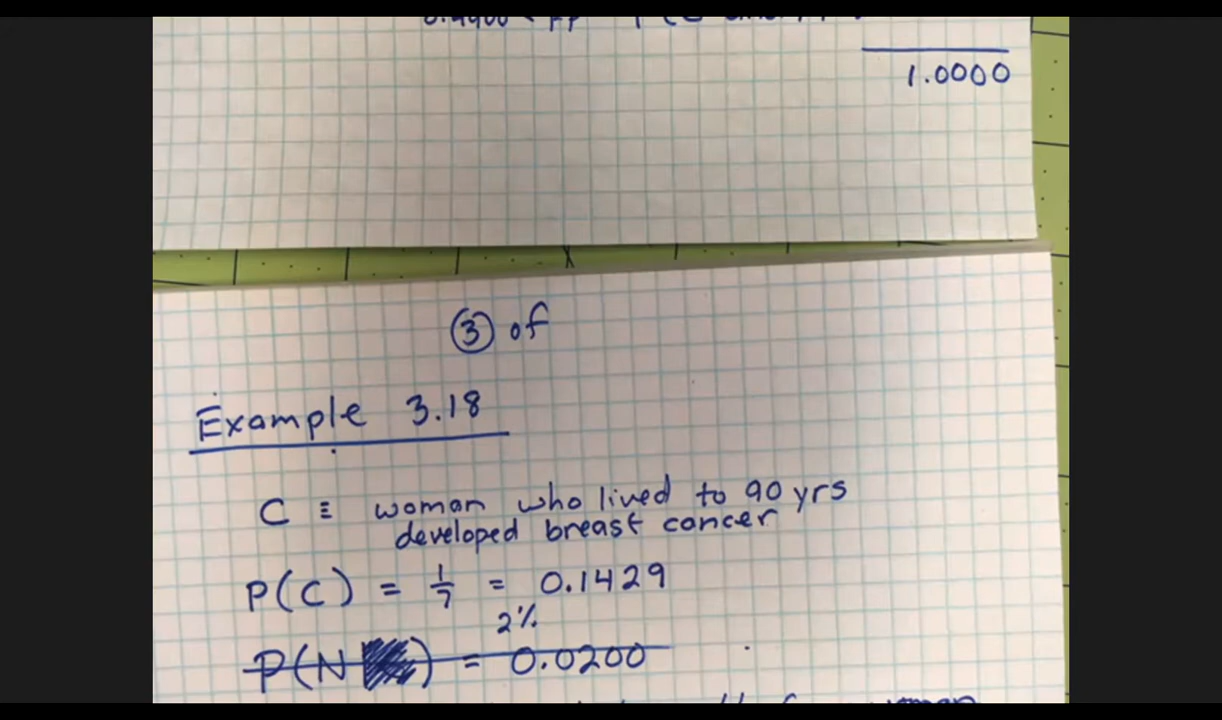 1.0000
③ of
Example 3.18
C ≡ woman who lived to 90 yrs
developed breast cancer
P(C) = 1/7 = 0.1429
2%
P(N ) = 0.0200